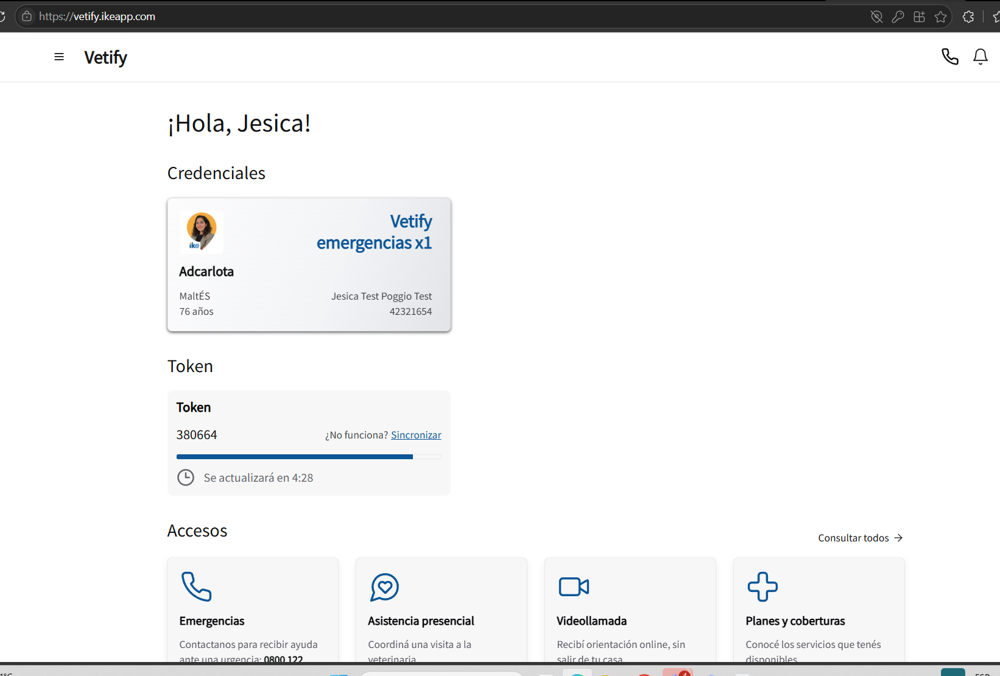 https://vetify.ikeapp.com
Vetify
¡Hola, Jesica!
Credenciales
ike
Vetify
emergencias x1
Adcarlota
MaltÉS
76 años
Jesica Test Poggio Test
42321654
Token
Token
380664
¿No funciona? Sincronizar
Se actualizará en 4:28
Accesos
Consultar todos
Emergencias
Contactanos para recibir ayuda
ante una urgencia: 0800 122
Asistencia presencial
Coordiná una visita a la
veterinaria
Videollamada
Recibí orientación online, sin
salir de tu casa
Planes y coberturas
Conocé los servicios que tenés
disponibles
4